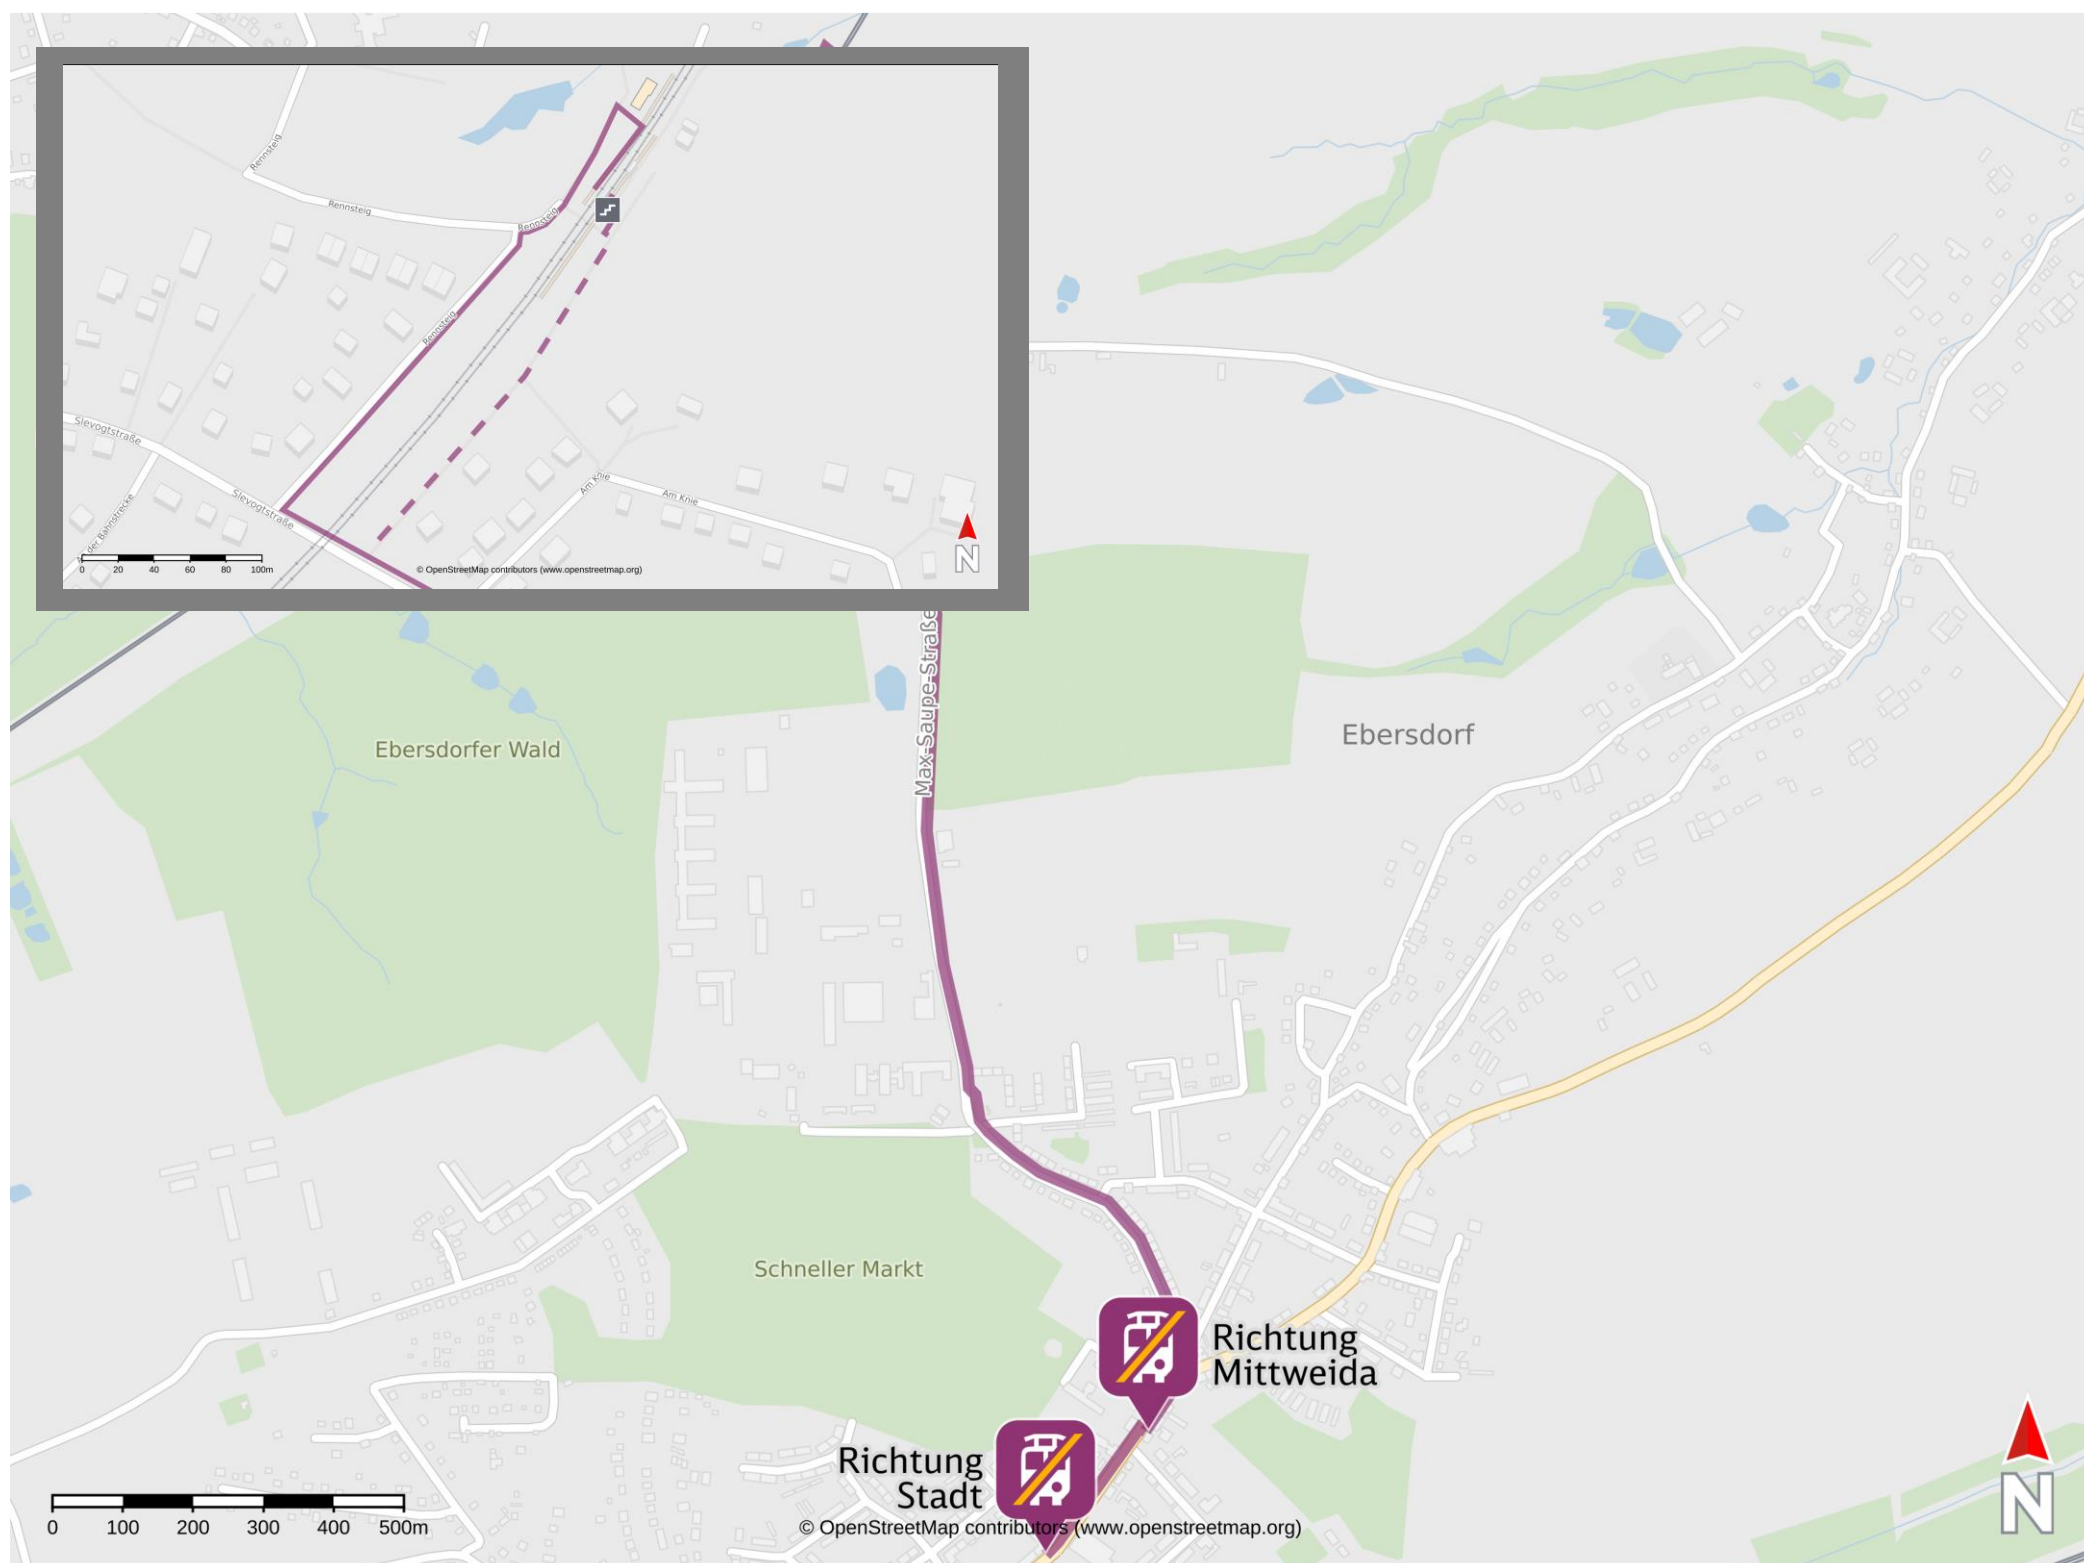 Rennsteig
Rennsteig
Rennsteig
Rennsteig
Slevogtstraße
Slevogtstraße
der Bahnstrecke
Am Knie
Am Knie
0 20 40 60 80 100m
© OpenStreetMap contributors (www.openstreetmap.org)
N
Max-Saupe-Straße
Ebersdorf
Ebersdorfer Wald
Schneller Markt
Richtung
Mittweida
Richtung
Stadt
0 100 200 300 400 500m
© OpenStreetMap contributors (www.openstreetmap.org)
N